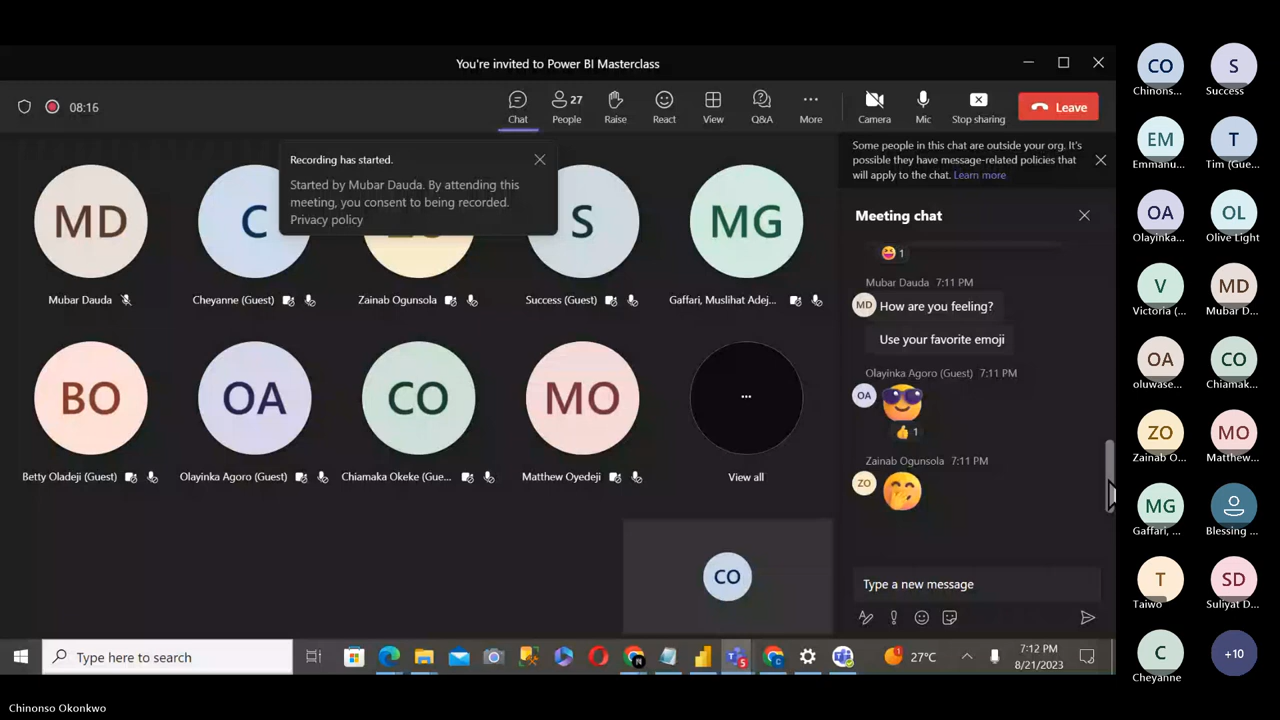 You're invited to Power BI Masterclass
08:16
Chat
27
People
Raise
React
View
Q&A
More
Camera
Mic
Stop sharing
Leave
Recording has started.
Started by Mubar Dauda. By attending this
meeting, you consent to being recorded.
Privacy policy
MD
C
S
MG
Mubar Dauda
Cheyanne (Guest)
Zainab Ogunsola
Success (Guest)
Gaffari, Muslihat Adej...
BO
OA
CO
MO
...
Betty Oladeji (Guest)
Olayinka Agoro (Guest)
Chiamaka Okeke (Gue...
Matthew Oyedeji
View all
CO
Some people in this chat are outside your org. It's
possible they have message-related policies that
will apply to the chat. Learn more
Meeting chat
1
Mubar Dauda 7:11 PM
MD
How are you feeling?
Use your favorite emoji
Olayinka Agoro (Guest) 7:11 PM
OA
1
Zainab Ogunsola 7:11 PM
ZO
Type a new message
Type here to search
27°C
7:12 PM
8/21/2023
CO
Chinons...
S
Success
EM
Emmanu...
T
Tim (Gue...
OA
Olayinka...
OL
Olive Light
V
Victoria (...
MD
Mubar D...
OA
oluwase...
CO
Chiamak...
ZO
Zainab O...
MO
Matthew...
MG
Gaffari, ...
Blessing ...
T
Taiwo
SD
Suliyat D...
C
Cheyanne
+10
Chinonso Okonkwo